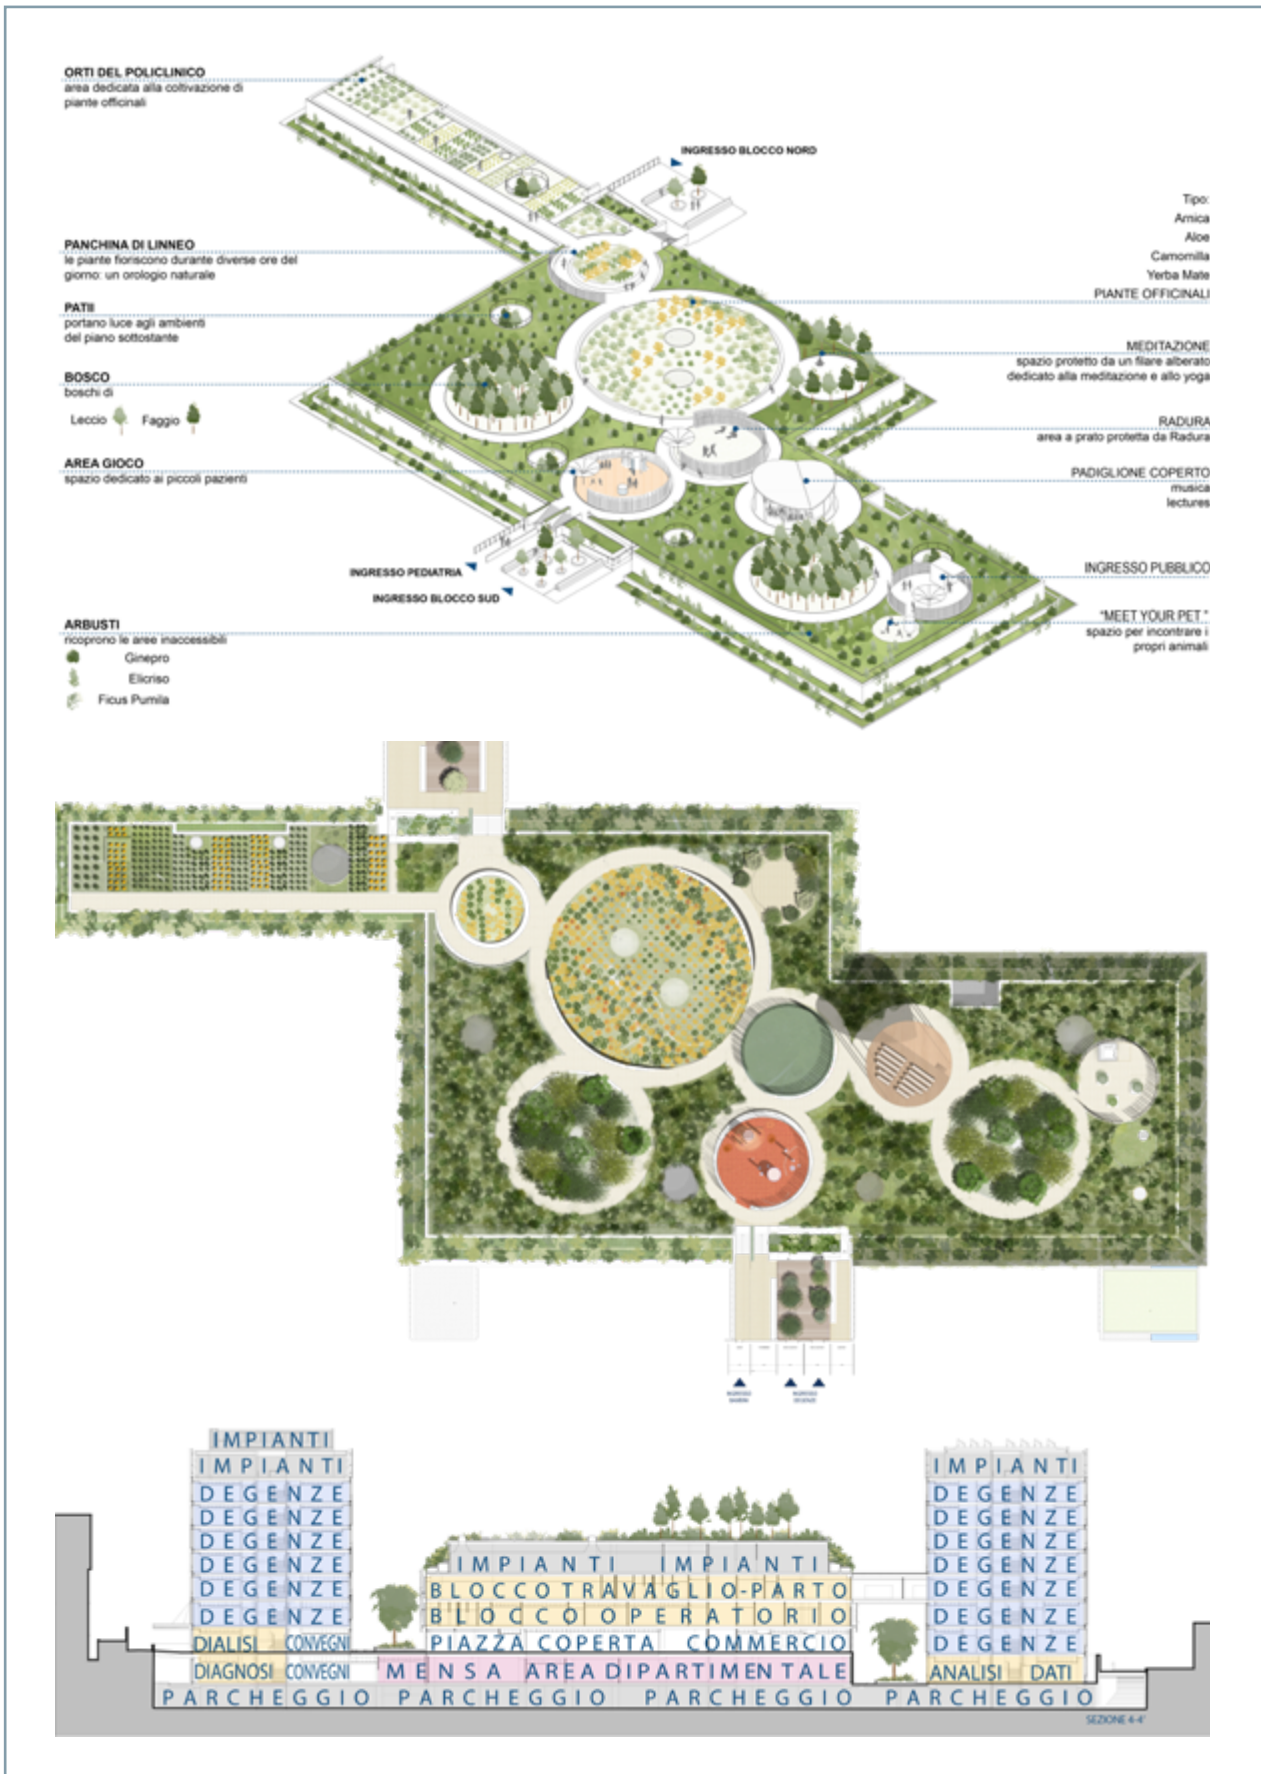 ORTI DEL POLICLINICO
area dedicata alla coltivazione di
piante officinali
INGRESSO BLOCCO NORD
Tipo:
Arnica
Aloe
Camomilla
Yerba Mate
PIANTE OFFICINALI
PANCHINA DI LINNEO
le piante fioriscono durante diverse ore del
giorno: un orologio naturale
PATII
portano luce agli ambienti
del piano sottostante
MEDITAZIONE
spazio protetto da un filare alberato
dedicato alla meditazione e allo yoga
BOSCO
boschi di
Leccio Faggio
RADURA
area a prato protetta da Radura
AREA GIOCO
spazio dedicato ai piccoli pazienti
PADIGLIONE COPERTO
musica
lectures
INGRESSO PEDIATRIA
INGRESSO BLOCCO SUD
INGRESSO PUBBLICO
ARBUSTI
ricoprono le aree inaccessibili
Ginepro
Elicriso
Ficus Pumila
"MEET YOUR PET "
spazio per incontrare i
propri animali
INGRESSO
INGRESSO
IMPIANTI
IMPIANTI
DEGENZE
DEGENZE
DEGENZE
DEGENZE
DEGENZE
DEGENZE
DIALISI CONVEGNI
DIAGNOSI CONVEGNI
IMPIANTI IMPIANTI
BLOCCO TRAVAGLIO-PARTO
BLOCCO OPERATORIO
PIAZZA COPERTA COMMERCIO
MENSA AREA DIPARTIMENTALE
IMPIANTI
DEGENZE
DEGENZE
DEGENZE
DEGENZE
DEGENZE
DEGENZE
DEGENZE
ANALISI DATI
PARCHEGGIO PARCHEGGIO PARCHEGGIO PARCHEGGIO
SEZIONE 4-4'